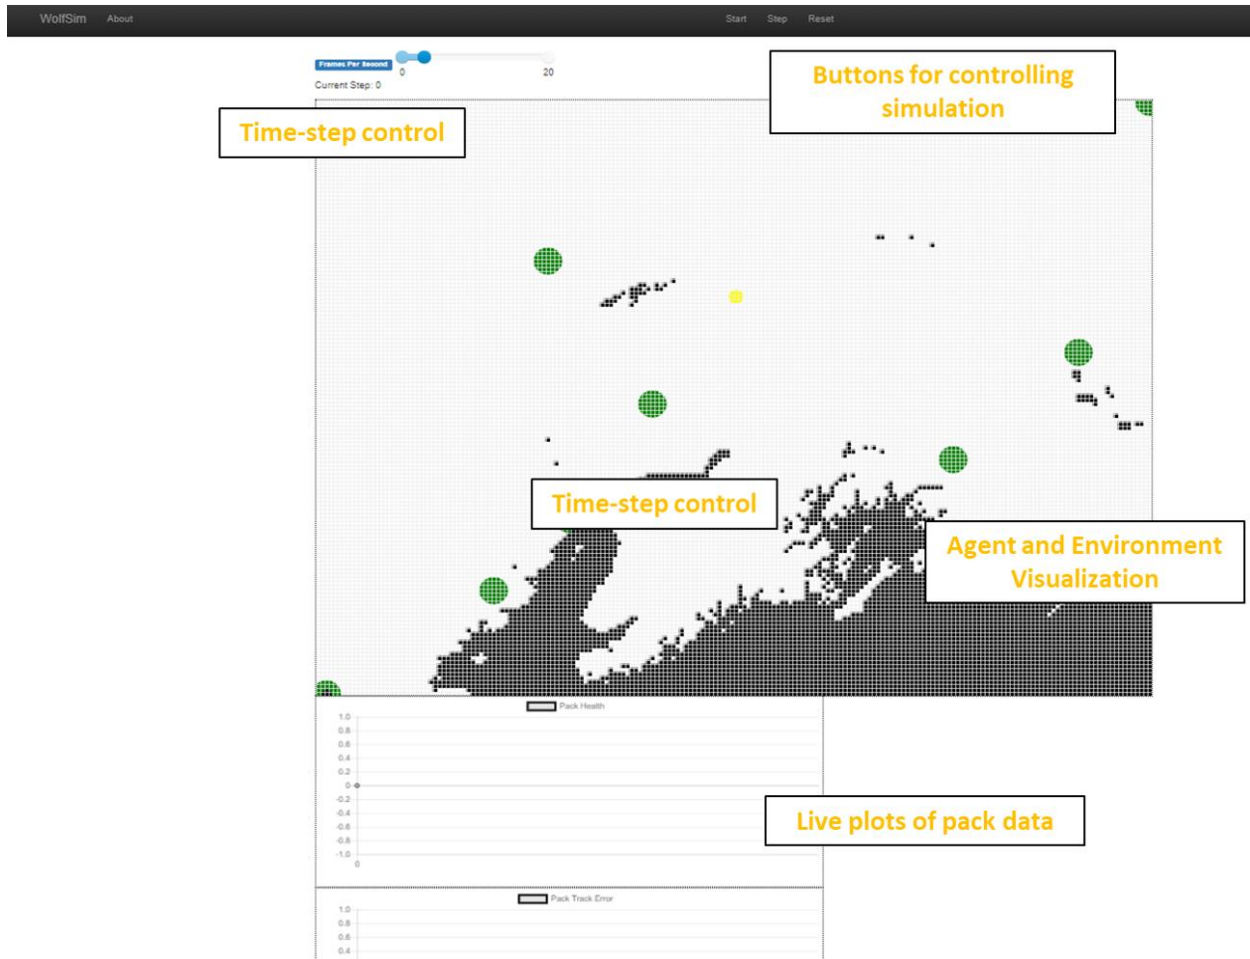 WolfSim About Start Step Reset
Frames Per Second
0 20
Current Step: 0
Buttons for controlling
simulation
Time-step control
Time-step control
Agent and Environment
Visualization
Pack Health
1.0
0.8
0.6
0.4
0.2
0
-0.2
-0.4
-0.6
-0.8
-1.0
0
Live plots of pack data
Pack Track Error
1.0
0.8
0.6
0.4